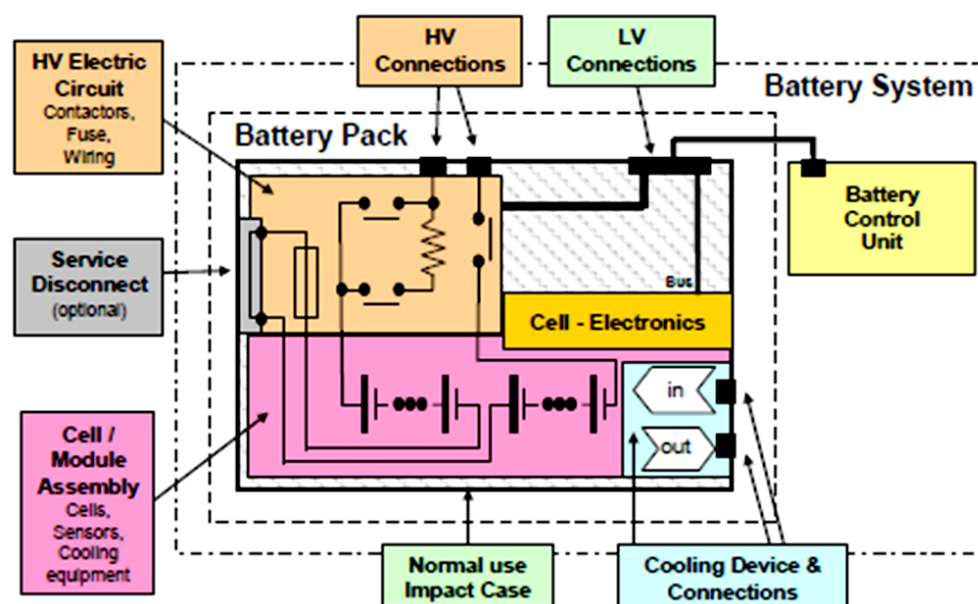 HV Electric
Circuit
Contactors,
Fuse,
Wiring
HV
Connections
LV
Connections
Battery System
Battery Pack
Battery
Control
Unit
Service
Disconnect
(optional)
Bus
Cell - Electronics
in
out
Cell /
Module
Assembly
Cells,
Sensors,
Cooling
equipment
Normal use
Impact Case
Cooling Device &
Connections